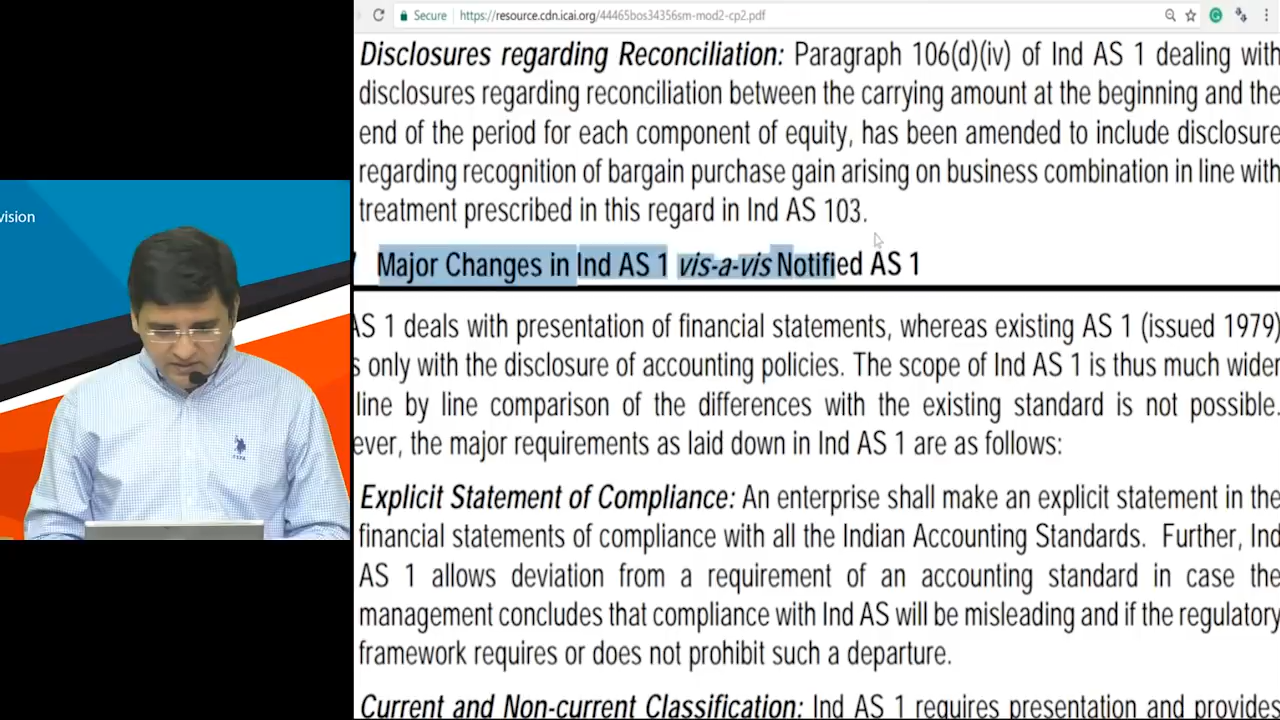 Secure https://resource.cdn.icai.org/44465bos34356sm-mod2-cp2.pdf
Disclosures regarding Reconciliation: Paragraph 106(d)(iv) of Ind AS 1 dealing with
disclosures regarding reconciliation between the carrying amount at the beginning and the
end of the period for each component of equity, has been amended to include disclosure
regarding recognition of bargain purchase gain arising on business combination in line with
treatment prescribed in this regard in Ind AS 103.
Major Changes in Ind AS 1 vis-a-vis Notified AS 1
AS 1 deals with presentation of financial statements, whereas existing AS 1 (issued 1979)
s only with the disclosure of accounting policies. The scope of Ind AS 1 is thus much wider
line by line comparison of the differences with the existing standard is not possible.
ever, the major requirements as laid down in Ind AS 1 are as follows:
Explicit Statement of Compliance: An enterprise shall make an explicit statement in the
financial statements of compliance with all the Indian Accounting Standards. Further, Ind
AS 1 allows deviation from a requirement of an accounting standard in case the
management concludes that compliance with Ind AS will be misleading and if the regulatory
framework requires or does not prohibit such a departure.
Current and Non-current Classification: Ind AS 1 requires presentation and provides
vision